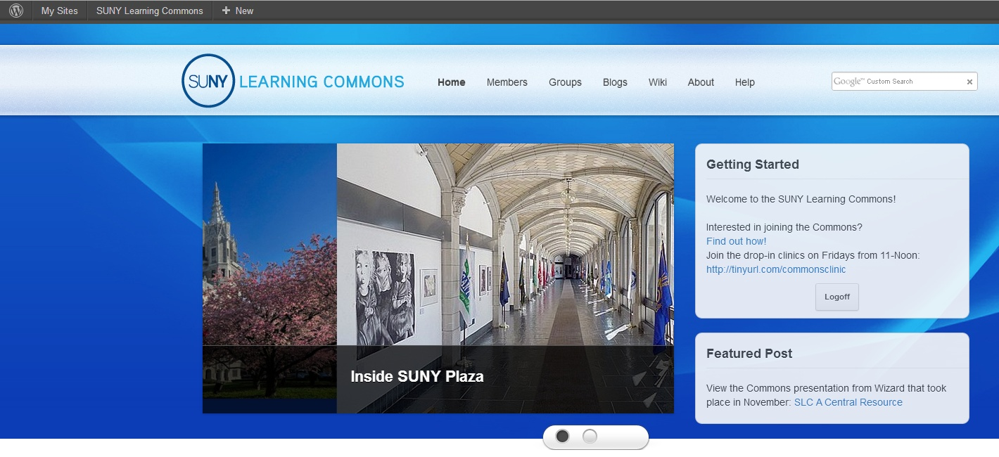 My Sites
SUNY Learning Commons
+ New
SUNY LEARNING COMMONS
Home
Members
Groups
Blogs
Wiki
About
Help
Google™ Custom Search
×
Inside SUNY Plaza
Getting Started
Welcome to the SUNY Learning Commons!
Interested in joining the Commons?
Find out how!
Join the drop-in clinics on Fridays from 11-Noon:
http://tinyurl.com/commonsclinic
Logoff
Featured Post
View the Commons presentation from Wizard that took
place in November: SLC A Central Resource